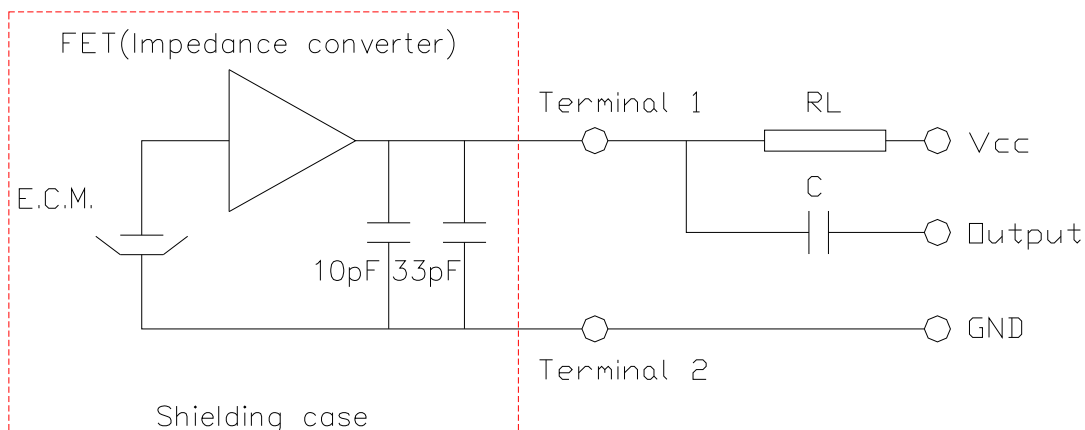 FET(Impedance converter)
Terminal 1
RL
Vcc
E.C.M.
C
Output
10pF 33pF
GND
Terminal 2
Shielding case